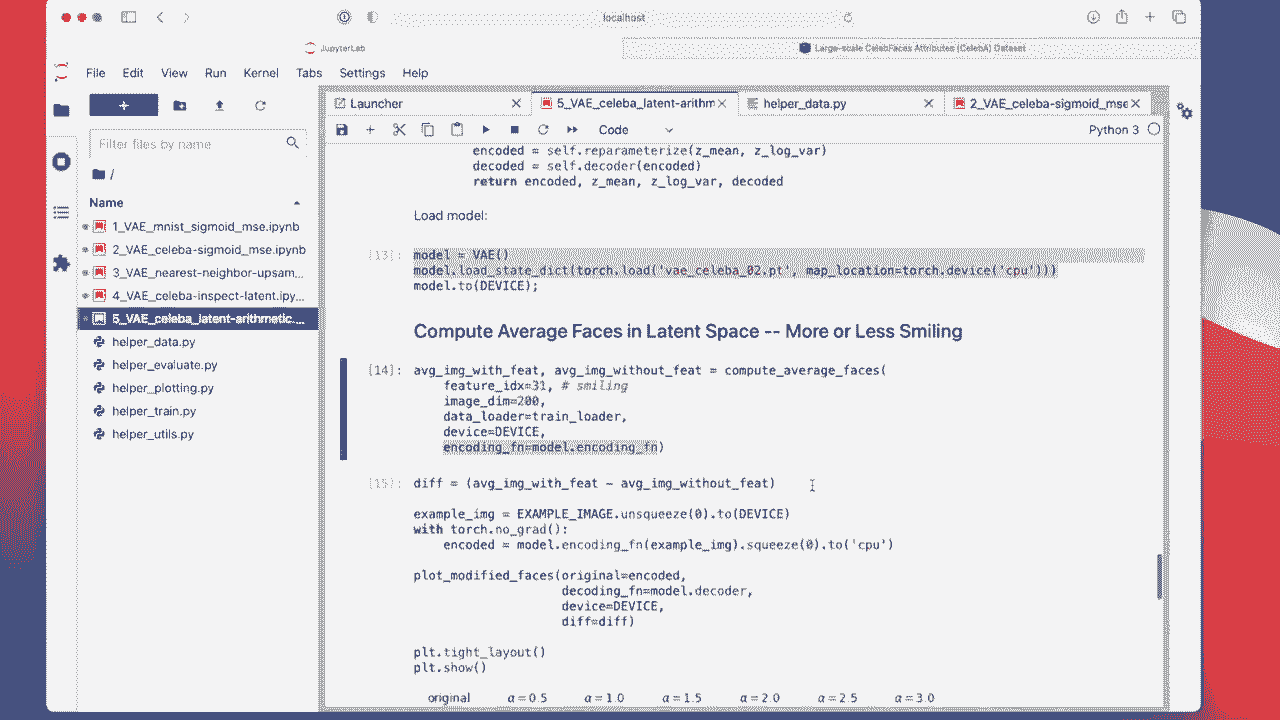 localhost
JupyterLab
Large-scale CelebFaces Attributes (CelebA) Dataset
File Edit View Run Kernel Tabs Settings Help
Launcher
5_VAE_celeba_latent-arithm
helper_data.py
2_VAE_celeba-sigmoid_mse
Code
Python 3
Filter files by name
/
Name
1_VAE_mnist_sigmoid_mse.ipynb
2_VAE_celeba-sigmoid_mse.ipynb
3_VAE_nearest-neighbor-upsam...
4_VAE_celeba-inspect-latent.ipy...
5_VAE_celeba_latent-arithmetic....
helper_data.py
helper_evaluate.py
helper_plotting.py
helper_train.py
helper_utils.py
encoded = self.reparameterize(z_mean, z_log_var)
decoded = self.decoder(encoded)
return encoded, z_mean, z_log_var, decoded
Load model:
[13]: model = VAE()
model.load_state_dict(torch.load('vae_celeba_02.pt', map_location=torch.device('cpu')))
model.to(DEVICE);
Compute Average Faces in Latent Space -- More or Less Smiling
[14]: avg_img_with_feat, avg_img_without_feat = compute_average_faces(
feature_idx=31, # smiling
image_dim=200,
data_loader=train_loader,
device=DEVICE,
encoding_fn=model.encoding_fn)
[15]: diff = (avg_img_with_feat - avg_img_without_feat)
example_img = EXAMPLE_IMAGE.unsqueeze(0).to(DEVICE)
with torch.no_grad():
encoded = model.encoding_fn(example_img).squeeze(0).to('cpu')
plot_modified_faces(original=encoded,
decoding_fn=model.decoder,
device=DEVICE,
diff=diff)
plt.tight_layout()
plt.show()
original α=0.5 α=1.0 α=1.5 α=2.0 α=2.5 α=3.0